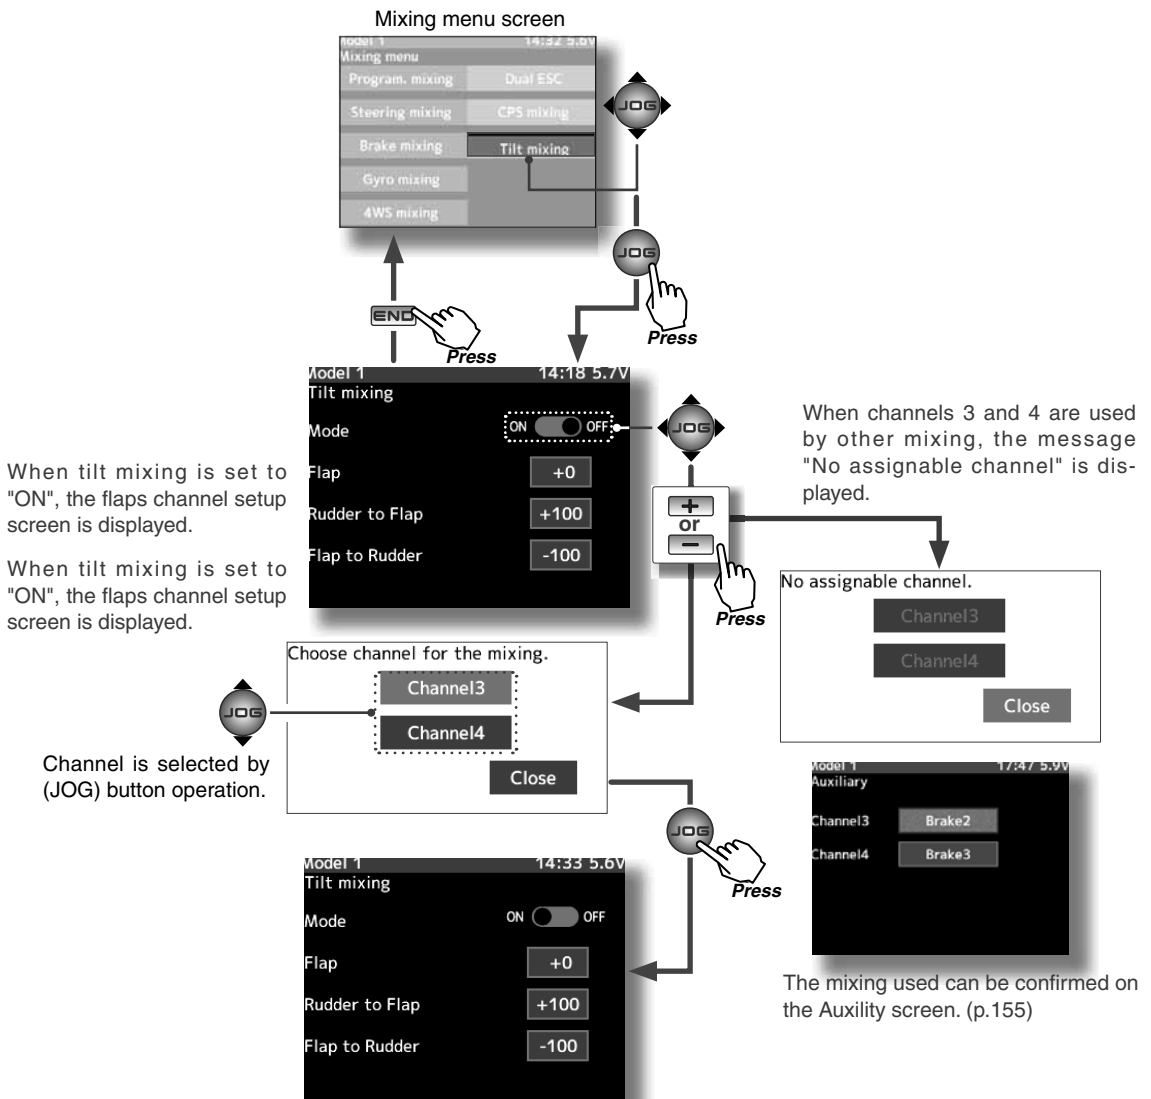 Mixing menu screen
Model 1 14:32 5.6V
Mixing menu
Program. mixing Dual ESC
Steering mixing CPS mixing
Brake mixing Tilt mixing
Gyro mixing
4WS mixing
JOG
JOG
Press
END
Press
Model 1 14:18 5.7V
Tilt mixing
Mode ON OFF
Flap +0
Rudder to Flap +100
Flap to Rudder -100
JOG
+
or
−
Press
When channels 3 and 4 are used
by other mixing, the message
"No assignable channel" is dis-
played.
When tilt mixing is set to
"ON", the flaps channel setup
screen is displayed.
When tilt mixing is set to
"ON", the flaps channel setup
screen is displayed.
No assignable channel.
Channel3
Channel4
Close
Choose channel for the mixing.
Channel3
Channel4
Close
JOG
Channel is selected by
(JOG) button operation.
JOG
Press
Model 1 17:47 5.9V
Auxiliary
Channel3 Brake2
Channel4 Brake3
The mixing used can be confirmed on
the Auxility screen. (p.155)
Model 1 14:33 5.6V
Tilt mixing
Mode ON OFF
Flap +0
Rudder to Flap +100
Flap to Rudder -100